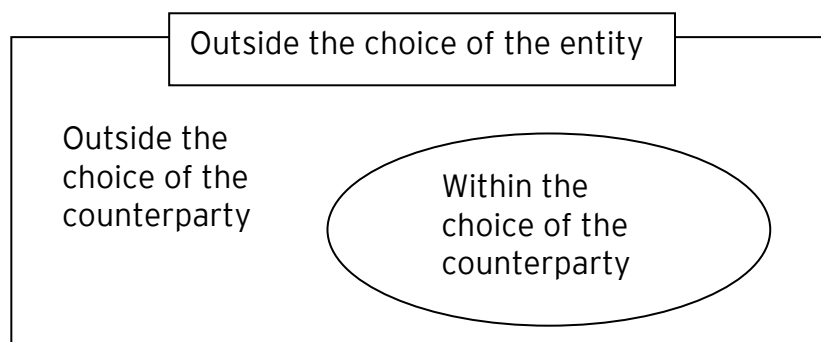 Outside the choice of the entity
Outside the
choice of the
counterparty
Within the
choice of the
counterparty